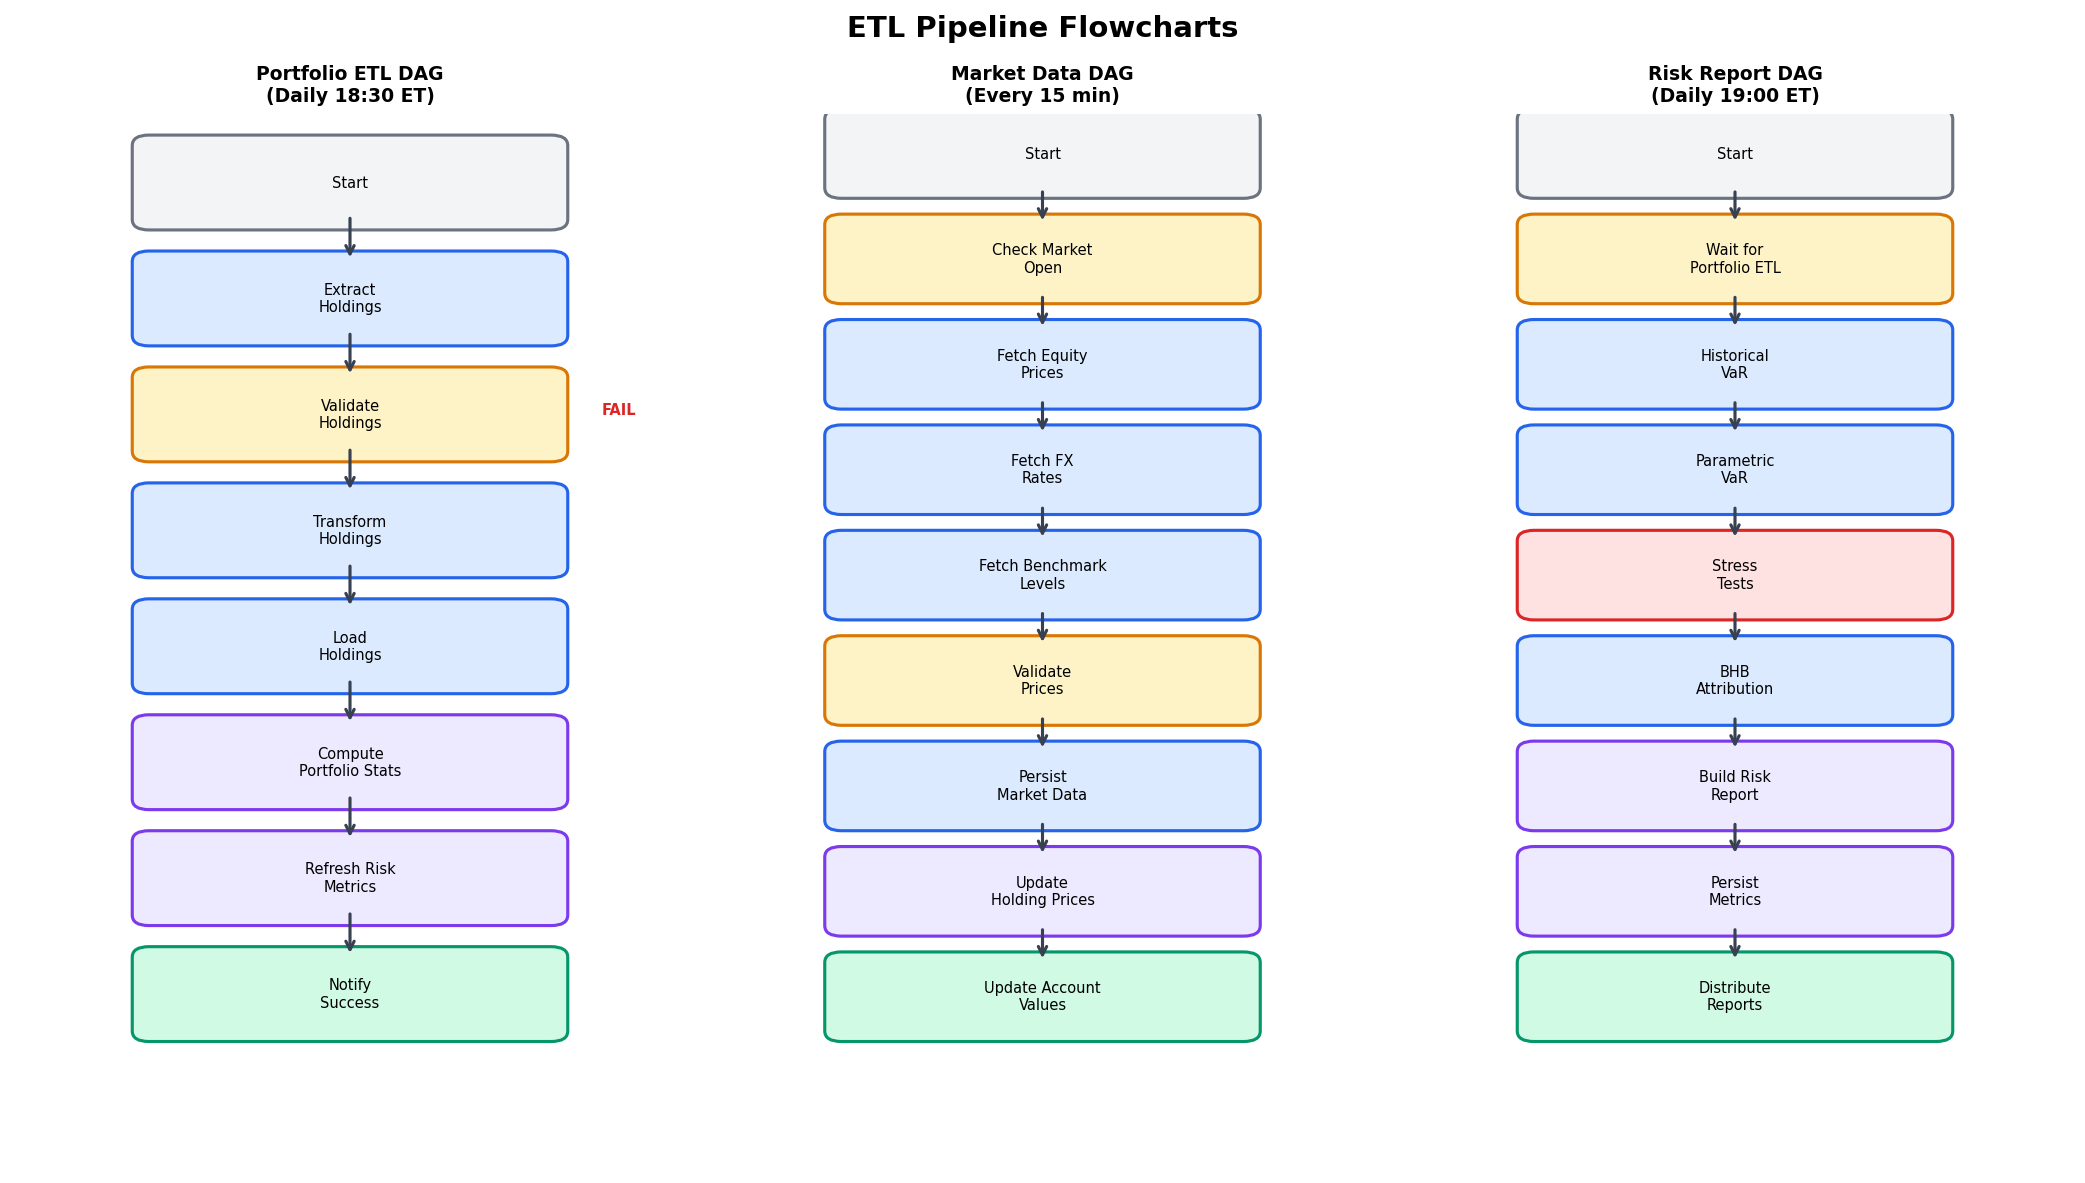 ETL Pipeline Flowcharts
Portfolio ETL DAG
(Daily 18:30 ET)
Start
Extract
Holdings
Validate
Holdings
FAIL
Transform
Holdings
Load
Holdings
Compute
Portfolio Stats
Refresh Risk
Metrics
Notify
Success
Market Data DAG
(Every 15 min)
Start
Check Market
Open
Fetch Equity
Prices
Fetch FX
Rates
Fetch Benchmark
Levels
Validate
Prices
Persist
Market Data
Update
Holding Prices
Update Account
Values
Risk Report DAG
(Daily 19:00 ET)
Start
Wait for
Portfolio ETL
Historical
VaR
Parametric
VaR
Stress
Tests
BHB
Attribution
Build Risk
Report
Persist
Metrics
Distribute
Reports